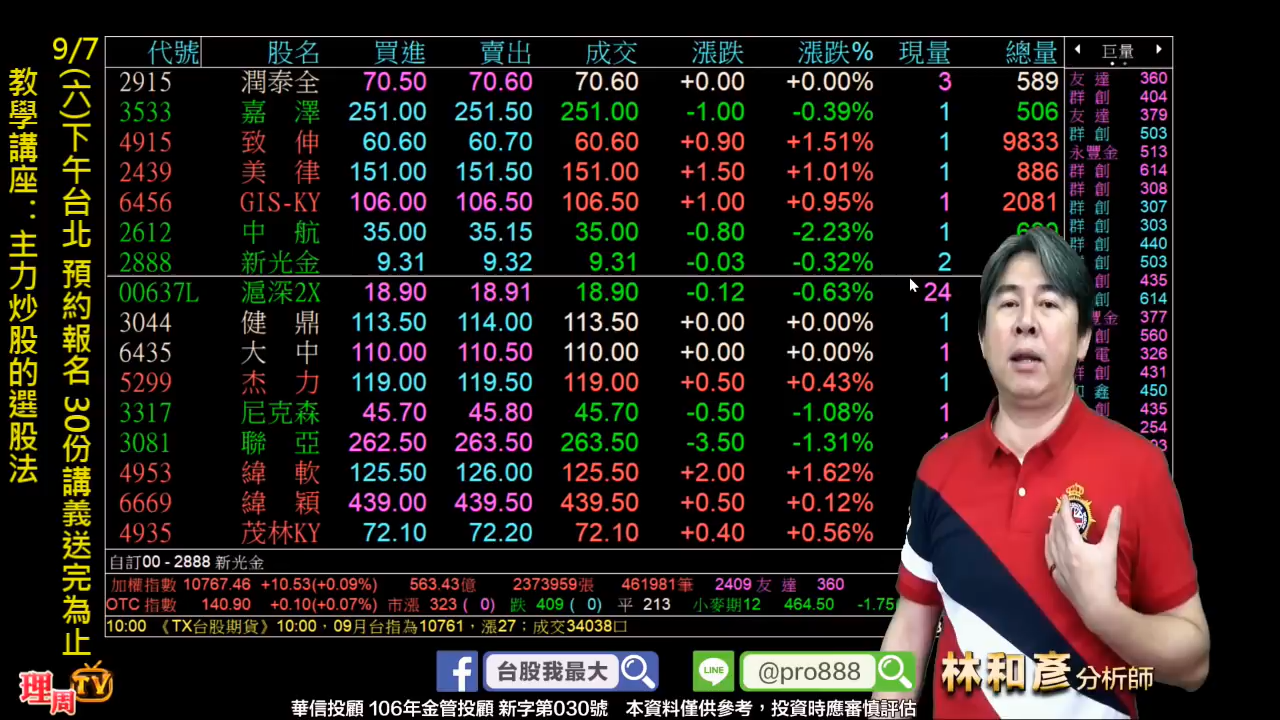 9/7(六)下午台北 預約報名 30份講義送完為止
教學講座：主力炒股的選股法
代號 股名 買進 賣出 成交 漲跌 漲跌% 現量 總量
2915 潤泰全 70.50 70.60 70.60 +0.00 +0.00% 3 589
3533 嘉澤 251.00 251.50 251.00 -1.00 -0.39% 1 506
4915 致伸 60.60 60.70 60.60 +0.90 +1.51% 1 9833
2439 美律 151.00 151.50 151.00 +1.50 +1.01% 1 886
6456 GIS-KY 106.00 106.50 106.50 +1.00 +0.95% 1 2081
2612 中航 35.00 35.15 35.00 -0.80 -2.23% 1
2888 新光金 9.31 9.32 9.31 -0.03 -0.32% 2
00637L 滬深2X 18.90 18.91 18.90 -0.12 -0.63% 24
3044 健鼎 113.50 114.00 113.50 +0.00 +0.00% 1
6435 大中 110.00 110.50 110.00 +0.00 +0.00% 1
5299 杰力 119.00 119.50 119.00 +0.50 +0.43% 1
3317 尼克森 45.70 45.80 45.70 -0.50 -1.08% 1
3081 聯亞 262.50 263.50 263.50 -3.50 -1.31%
4953 緯軟 125.50 126.00 125.50 +2.00 +1.62%
6669 緯穎 439.00 439.50 439.50 +0.50 +0.12%
4935 茂林KY 72.10 72.20 72.10 +0.40 +0.56%
巨量
友達 360
群創 404
友達 379
群創 503
永豐金 513
群創 614
群創 308
群創 307
群創 303
群創 440
群創 503
創 435
創 614
豐金 377
創 560
電 326
群創 431
鑫 450
創 435
254
自訂00 - 2888 新光金
加權指數 10767.46 +10.53(+0.09%) 563.43億 2373959張 461981筆 2409 友達 360
OTC指數 140.90 +0.10(+0.07%) 市漲 323 ( 0) 跌 409 ( 0) 平 213 小麥期12 464.50 -1.75
10:00 《TX台股期貨》10:00，09月台指為10761，漲27；成交34038口
理周TV
台股我最大
LINE
@pro888
林和彥 分析師
華信投顧 106年金管投顧 新字第030號 本資料僅供參考，投資時應審慎評估